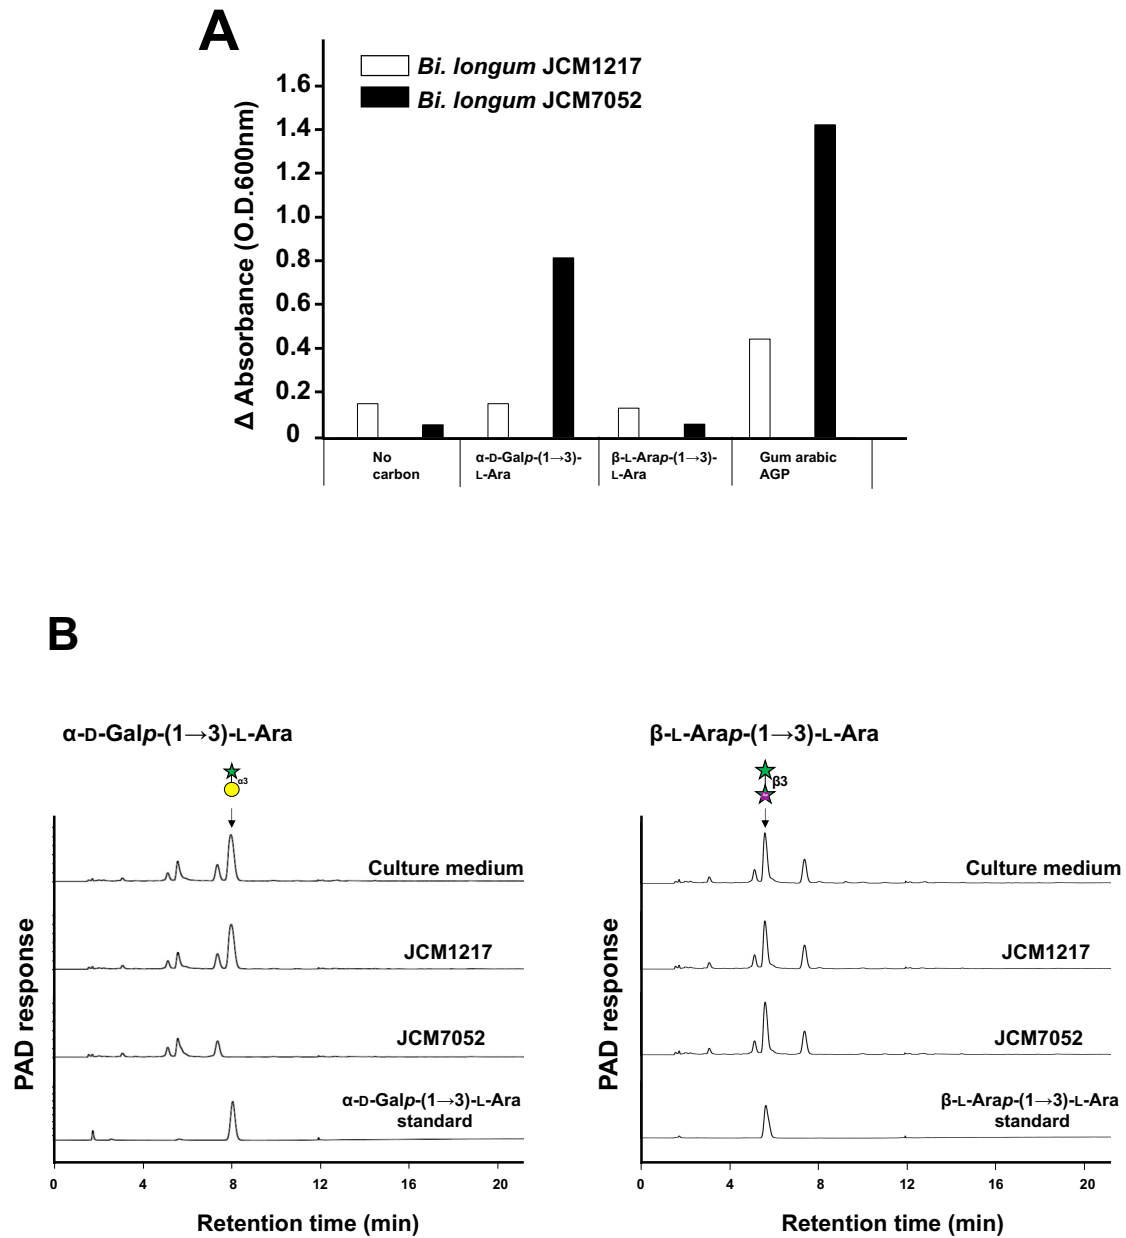 A
Bi. longum JCM1217
Bi. longum JCM7052
Δ Absorbance (O.D.600nm)
1.6
1.4
1.2
1.0
0.8
0.6
0.4
0.2
0
No
carbon
α-D-Galp-(1→3)-
L-Ara
β-L-Arap-(1→3)-
L-Ara
Gum arabic
AGP
B
α-D-Galp-(1→3)-L-Ara
α3
Culture medium
JCM1217
JCM7052
α-D-Galp-(1→3)-L-Ara
standard
PAD response
0 4 8 12 16 20
Retention time (min)
β-L-Arap-(1→3)-L-Ara
β3
Culture medium
JCM1217
JCM7052
β-L-Arap-(1→3)-L-Ara
standard
PAD response
0 4 8 12 16 20
Retention time (min)